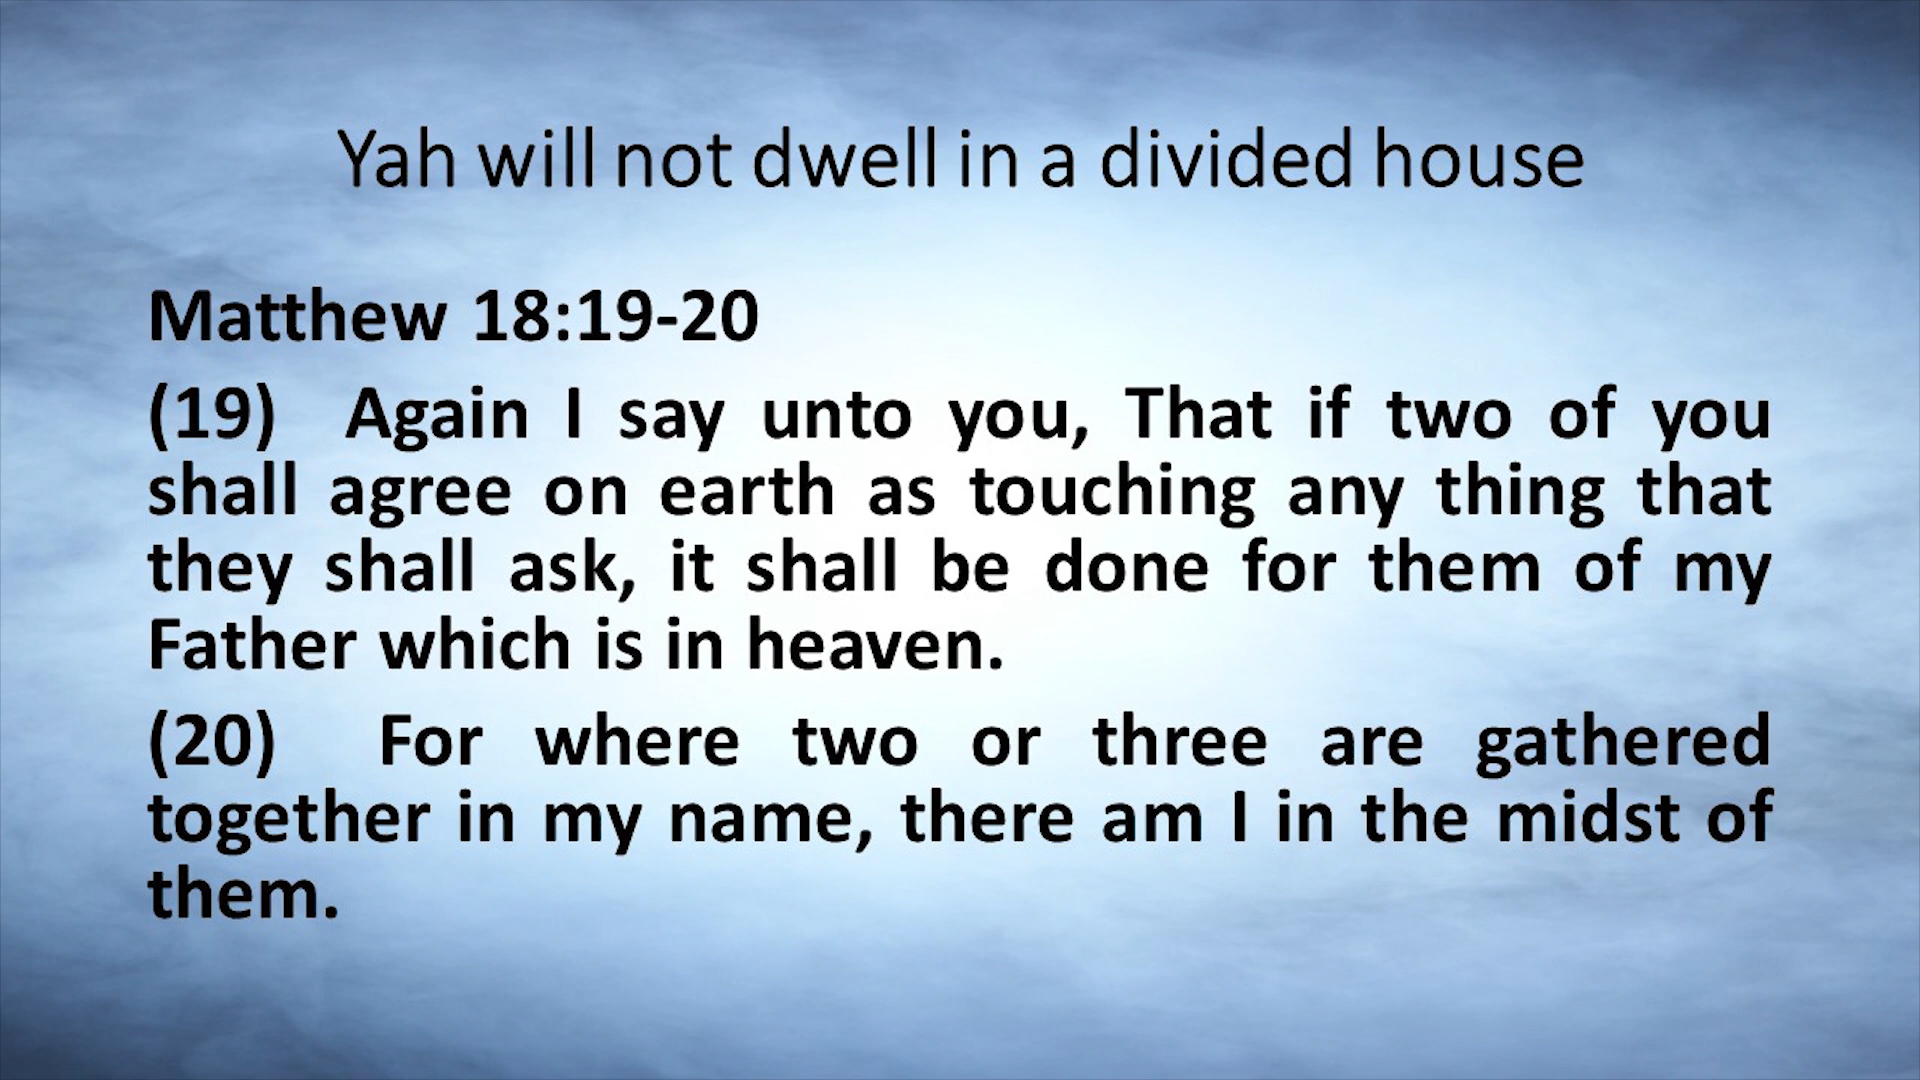 Yah will not dwell in a divided house
Matthew 18:19-20
(19) Again I say unto you, That if two of you
shall agree on earth as touching any thing that
they shall ask, it shall be done for them of my
Father which is in heaven.
(20) For where two or three are gathered
together in my name, there am I in the midst of
them.